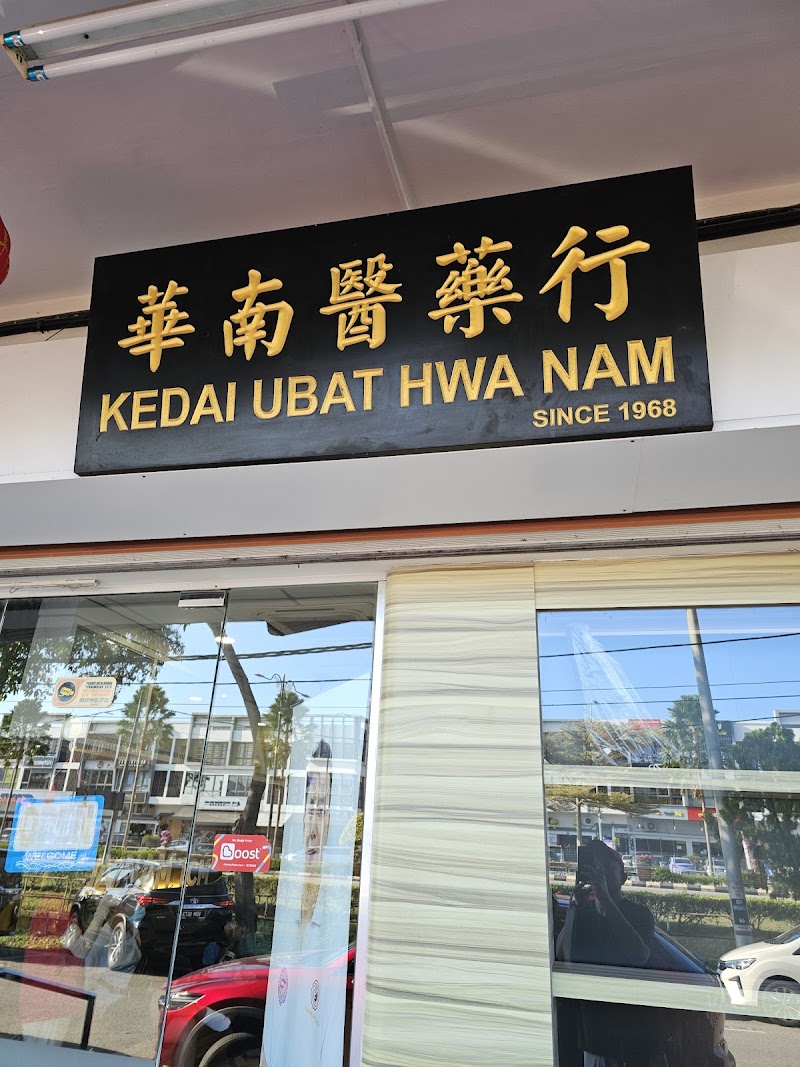 華南醫藥行
KEDAI UBAT HWA NAM
SINCE 1968
WELCOME
Boost